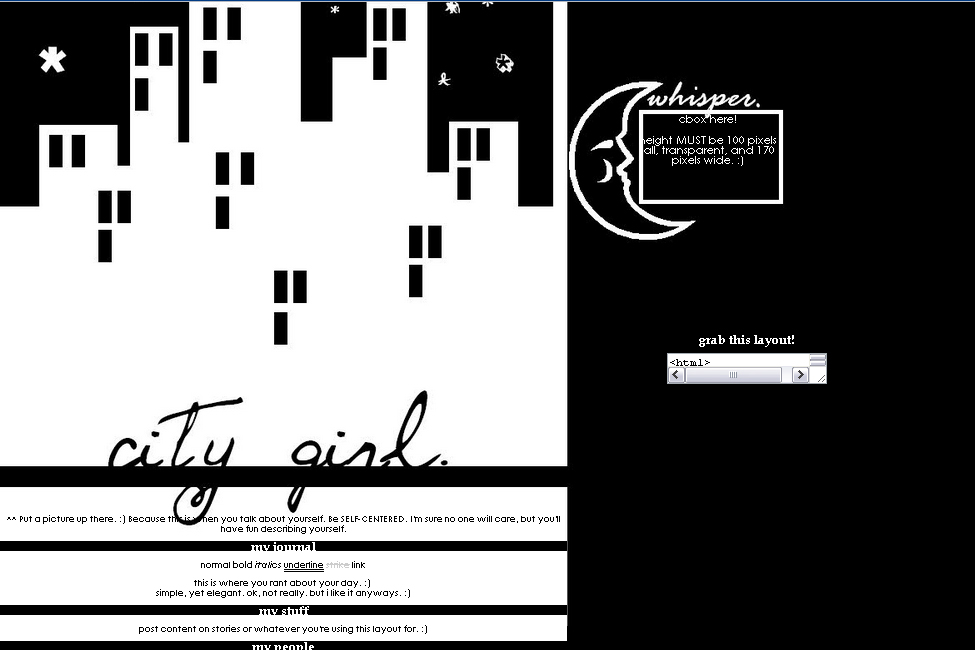 whisper.
cbox here!
height MUST be 100 pixels
all, transparent, and 170
pixels wide. :)
grab this layout!
<html>
city girl.
^^ Put a picture up there. :) Because this is when you talk about yourself. Be SELF-CENTERED. I'm sure no one will care, but you'll
have fun describing yourself.
my journal
normal bold italics underline strike link
this is where you rant about your day. :)
simple, yet elegant. ok, not really. but i like it anyways. :)
my stuff
post content on stories or whatever you're using this layout for. :)
my people